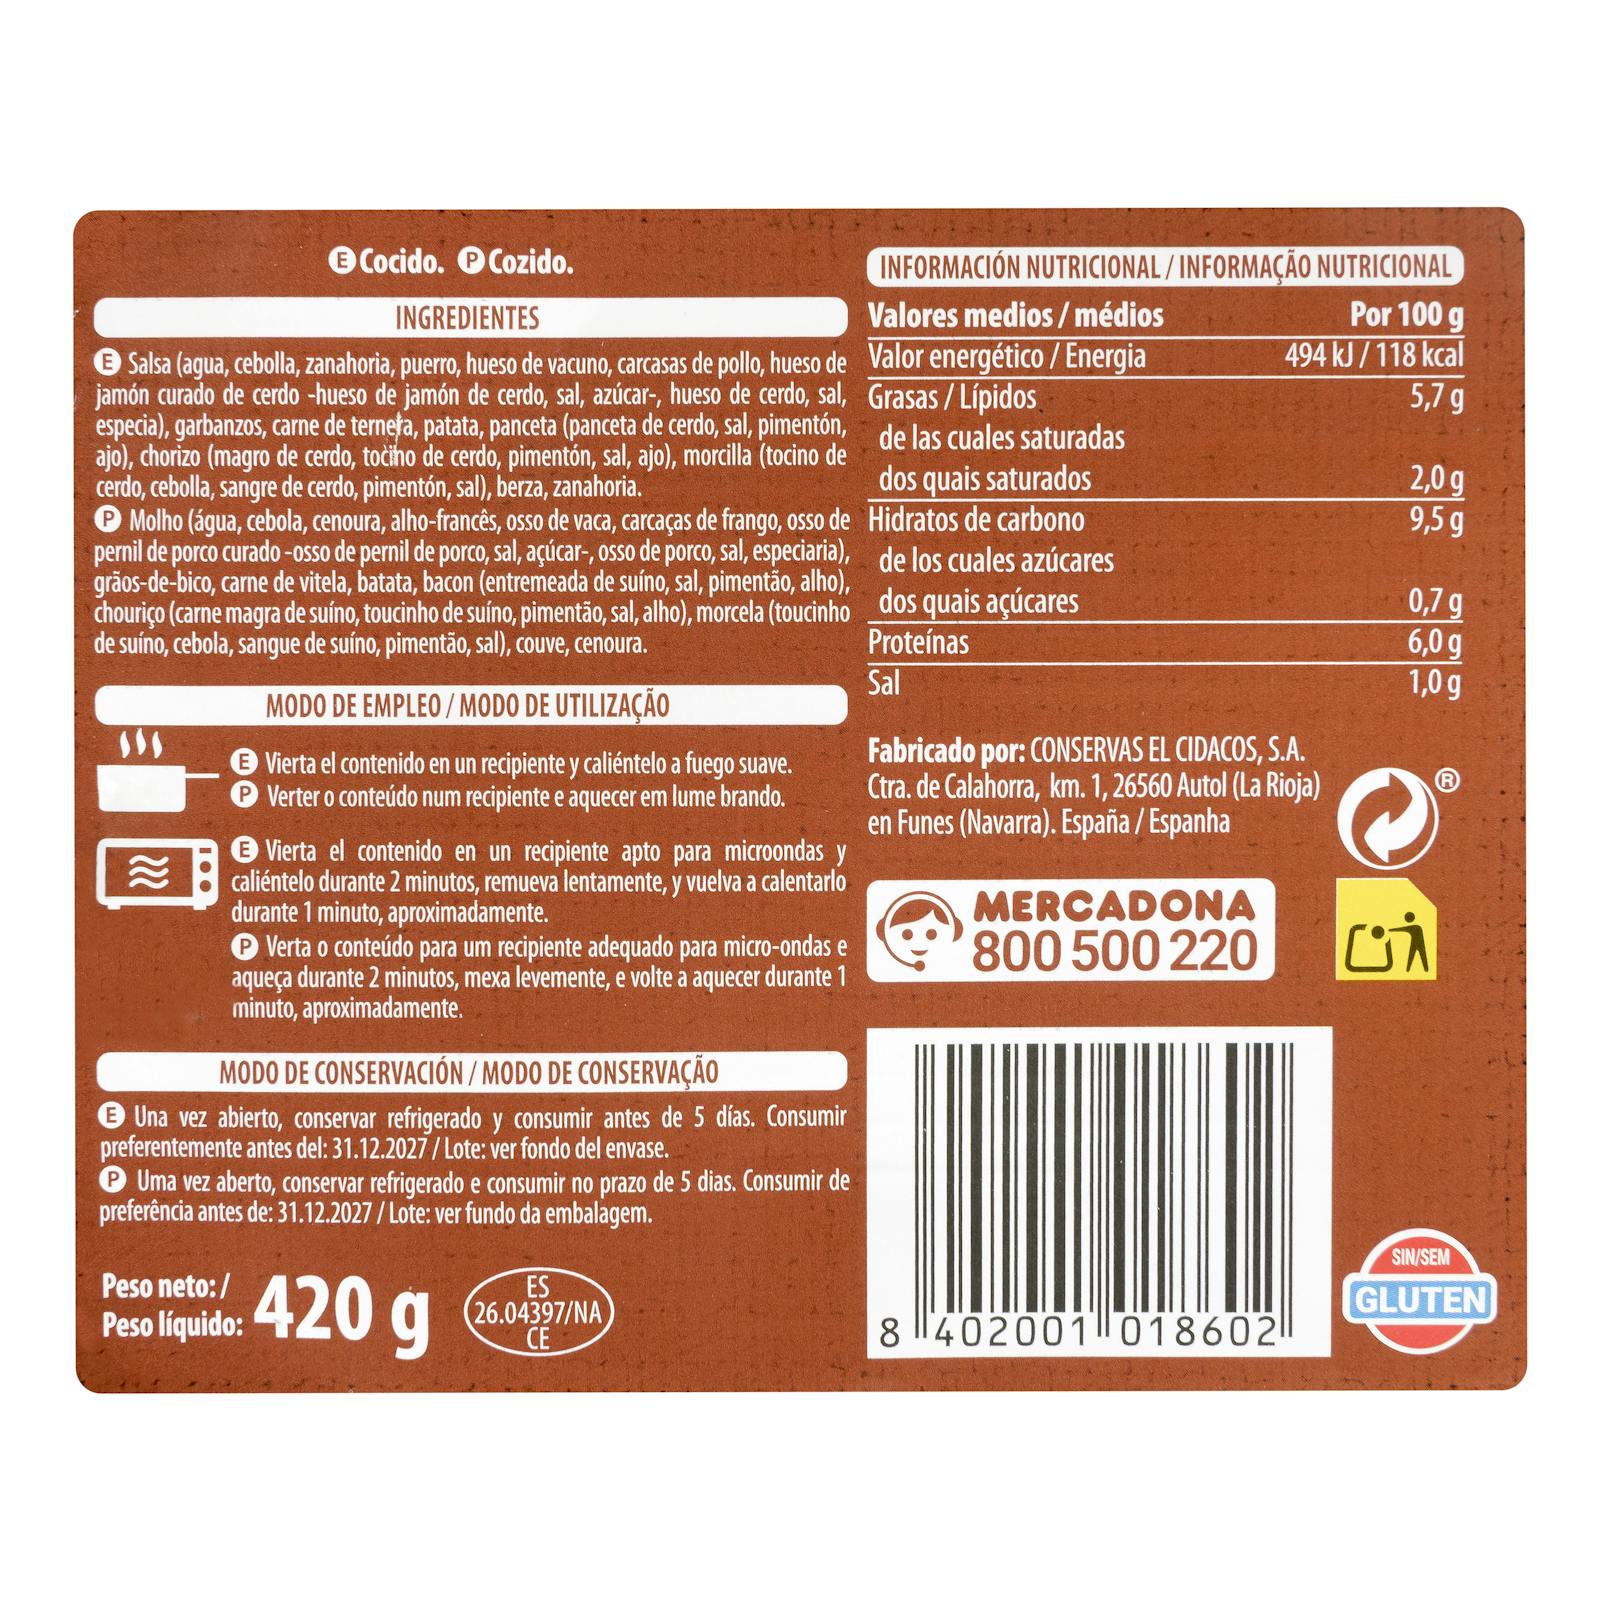 E Cocido. P Cozido.
INGREDIENTES
E Salsa (agua, cebolla, zanahoria, puerro, hueso de vacuno, carcasas de pollo, hueso de
jamón curado de cerdo -hueso de jamón de cerdo, sal, azúcar-, hueso de cerdo, sal,
especia), garbanzos, carne de ternera, patata, panceta (panceta de cerdo, sal, pimentón,
ajo), chorizo (magro de cerdo, tocino de cerdo, pimentón, sal, ajo), morcilla (tocino de
cerdo, cebolla, sangre de cerdo, pimentón, sal), berza, zanahoria.
P Molho (água, cebola, cenoura, alho-francês, osso de vaca, carcaças de frango, osso de
pernil de porco curado -osso de pernil de porco, sal, açúcar-, osso de porco, sal, especiaria),
grãos-de-bico, carne de vitela, batata, bacon (entremeada de suíno, sal, pimentão, alho),
chouriço (carne magra de suíno, toucinho de suíno, pimentão, sal, alho), morcela (toucinho
de suíno, cebola, sangue de suíno, pimentão, sal), couve, cenoura.
MODO DE EMPLEO / MODO DE UTILIZAÇÃO
E Vierta el contenido en un recipiente y caliéntelo a fuego suave.
P Verter o conteúdo num recipiente e aquecer em lume brando.
E Vierta el contenido en un recipiente apto para microondas y
caliéntelo durante 2 minutos, remueva lentamente, y vuelva a calentarlo
durante 1 minuto, aproximadamente.
P Verta o conteúdo para um recipiente adequado para micro-ondas e
aqueça durante 2 minutos, mexa levemente, e volte a aquecer durante 1
minuto, aproximadamente.
MODO DE CONSERVACIÓN / MODO DE CONSERVAÇÃO
E Una vez abierto, conservar refrigerado y consumir antes de 5 días. Consumir
preferentemente antes del: 31.12.2027 / Lote: ver fondo del envase.
P Uma vez aberto, conservar refrigerado e consumir no prazo de 5 dias. Consumir de
preferência antes de: 31.12.2027 / Lote: ver fundo da embalagem.
Peso neto: /
Peso líquido: 420 g
ES
26.04397/NA
CE
INFORMACIÓN NUTRICIONAL / INFORMAÇÃO NUTRICIONAL
Valores medios / médios Por 100 g
Valor energético / Energia 494 kJ / 118 kcal
Grasas / Lípidos 5,7 g
de las cuales saturadas
dos quais saturados 2,0 g
Hidratos de carbono 9,5 g
de los cuales azúcares
dos quais açúcares 0,7 g
Proteínas 6,0 g
Sal 1,0 g
Fabricado por: CONSERVAS EL CIDACOS, S.A.
Ctra. de Calahorra, km. 1, 26560 Autol (La Rioja)
en Funes (Navarra). España / Espanha
®
MERCADONA
800 500 220
8 402001 018602
SIN/SEM
GLUTEN